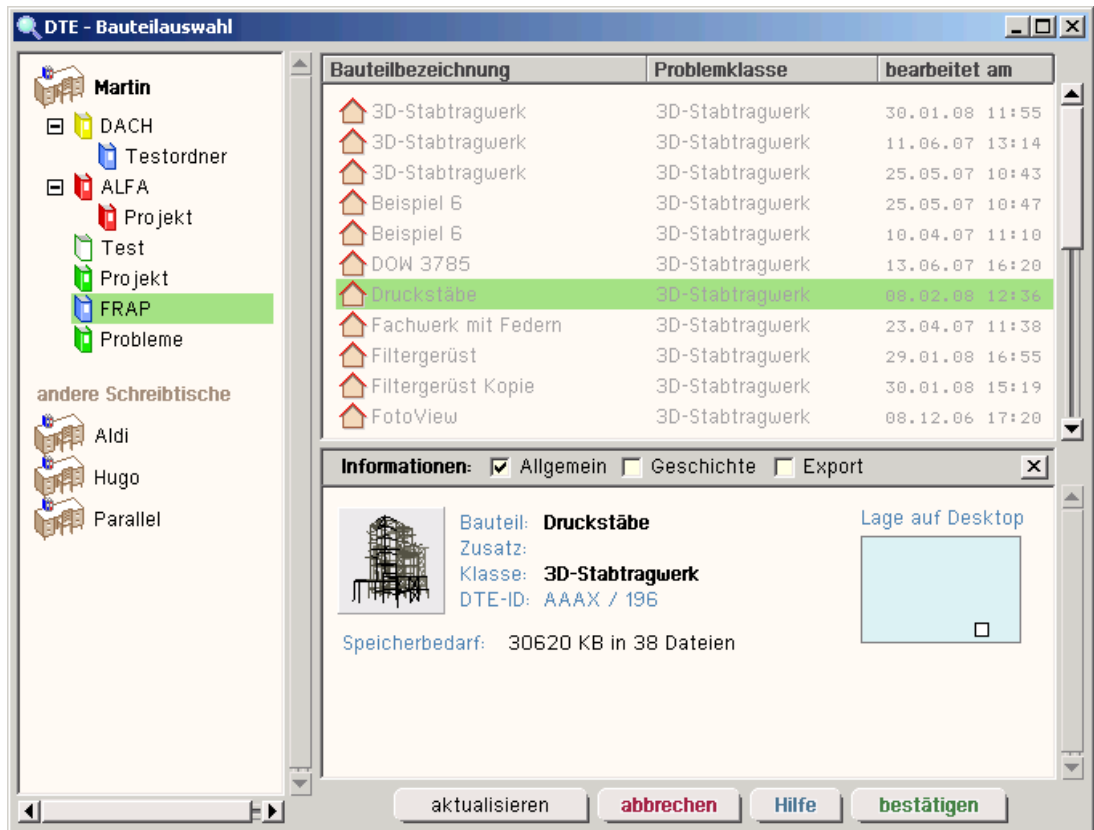 DTE - Bauteilauswahl
Martin
DACH
Testordner
ALFA
Projekt
Test
Projekt
FRAP
Probleme
andere Schreibtische
Aldi
Hugo
Parallel
Bauteilbezeichnung Problemklasse bearbeitet am
3D-Stabtragwerk 3D-Stabtragwerk 30.01.08 11:55
3D-Stabtragwerk 3D-Stabtragwerk 11.06.07 13:14
3D-Stabtragwerk 3D-Stabtragwerk 25.05.07 10:43
Beispiel 6 3D-Stabtragwerk 25.05.07 10:47
Beispiel 6 3D-Stabtragwerk 10.04.07 11:10
DOW 3785 3D-Stabtragwerk 13.06.07 16:20
Druckstäbe 3D-Stabtragwerk 08.02.08 12:36
Fachwerk mit Federn 3D-Stabtragwerk 23.04.07 11:38
Filtergerüst 3D-Stabtragwerk 29.01.08 16:55
Filtergerüst Kopie 3D-Stabtragwerk 30.01.08 15:19
FotoView 3D-Stabtragwerk 08.12.06 17:20
Informationen: Allgemein Geschichte Export
Bauteil: Druckstäbe
Zusatz:
Klasse: 3D-Stabtragwerk
DTE-ID: AAAX / 196
Lage auf Desktop
Speicherbedarf: 30620 KB in 38 Dateien
aktualisieren abbrechen Hilfe bestätigen